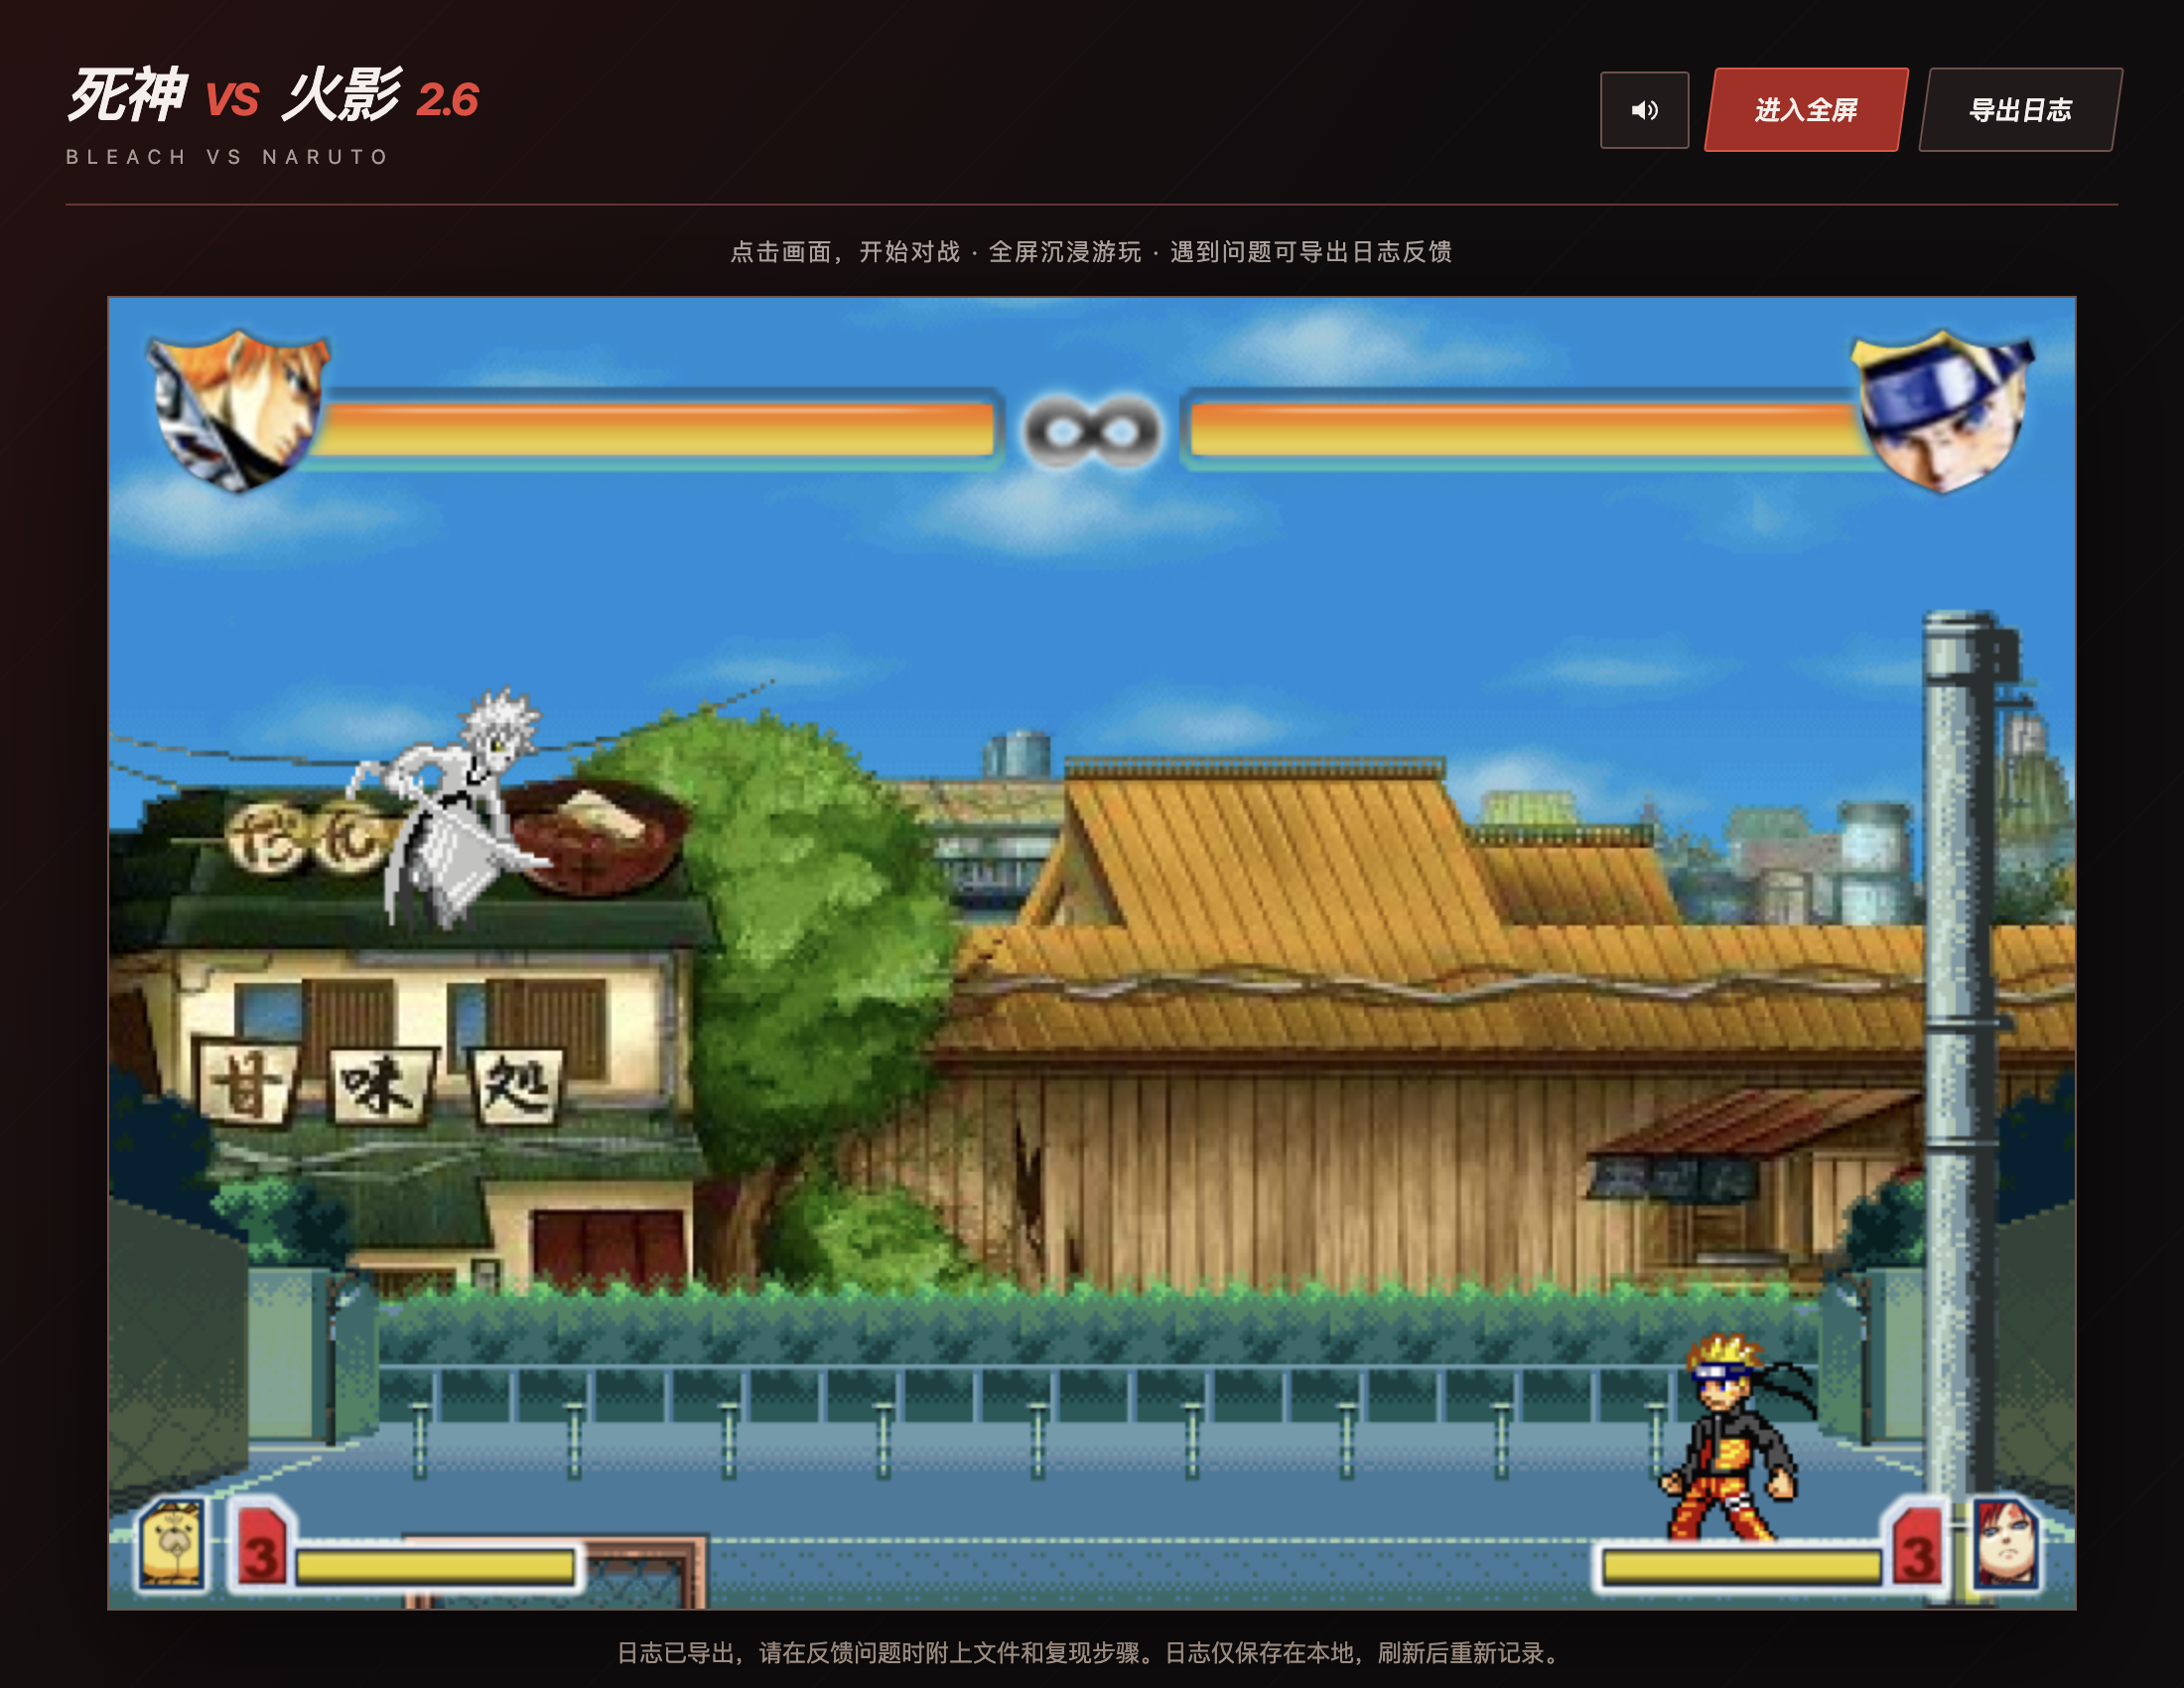 死神 VS 火影 2.6
BLEACH VS NARUTO
进入全屏
导出日志
点击画面，开始对战 · 全屏沉浸游玩 · 遇到问题可导出日志反馈
甘 味 処
3
3
日志已导出，请在反馈问题时附上文件和复现步骤。日志仅保存在本地，刷新后重新记录。